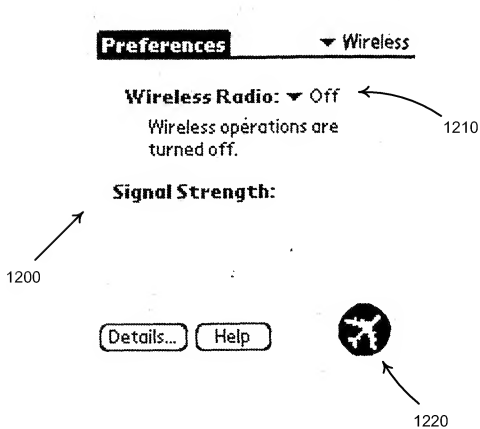 Preferences ▼ Wireless
Wireless Radio: ▼ Off
1210
Wireless operations are
turned off.
Signal Strength:
1200
Details... Help
1220